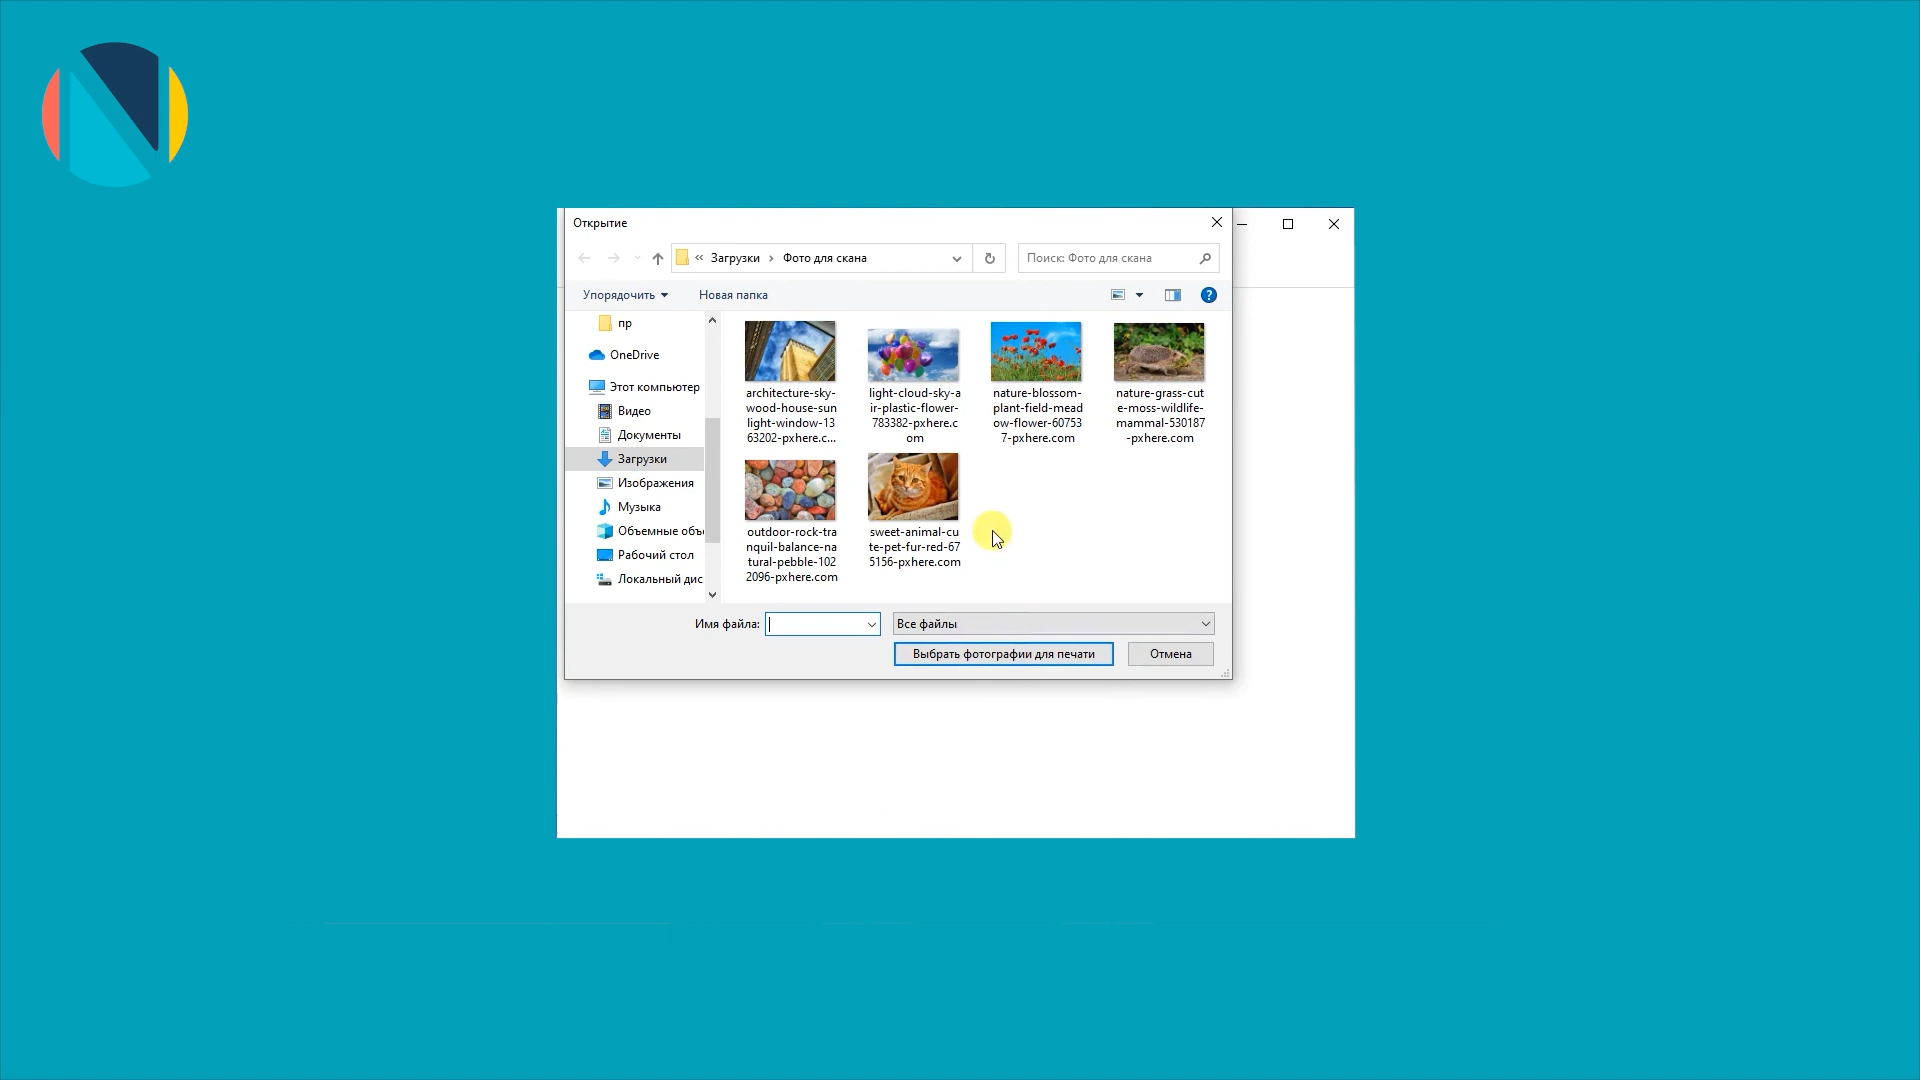 Открытие
« Загрузки › Фото для скана
Поиск: Фото для скана
Упорядочить
Новая папка
пр
OneDrive
Этот компьютер
Видео
Документы
Загрузки
Изображения
Музыка
Объемные объ
Рабочий стол
Локальный дис
architecture-sky-
wood-house-sun
light-window-13
63202-pxhere.c...
light-cloud-sky-a
ir-plastic-flower-
783382-pxhere.c
om
nature-blossom-
plant-field-mead
ow-flower-60753
7-pxhere.com
nature-grass-cut
e-moss-wildlife-
mammal-530187
-pxhere.com
outdoor-rock-tra
nquil-balance-na
tural-pebble-102
2096-pxhere.com
sweet-animal-cu
te-pet-fur-red-67
5156-pxhere.com
Имя файла:
Все файлы
Выбрать фотографии для печати
Отмена